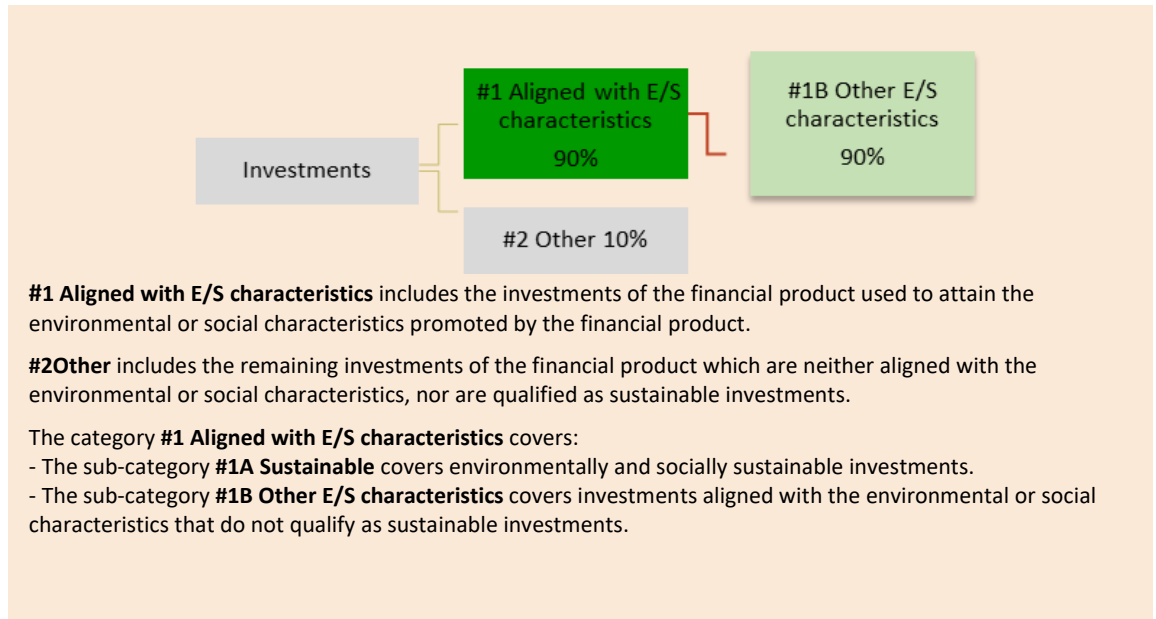 #1 Aligned with E/S
characteristics
90%
#1B Other E/S
characteristics
90%
Investments
#2 Other 10%
#1 Aligned with E/S characteristics includes the investments of the financial product used to attain the
environmental or social characteristics promoted by the financial product.
#2Other includes the remaining investments of the financial product which are neither aligned with the
environmental or social characteristics, nor are qualified as sustainable investments.
The category #1 Aligned with E/S characteristics covers:
- The sub-category #1A Sustainable covers environmentally and socially sustainable investments.
- The sub-category #1B Other E/S characteristics covers investments aligned with the environmental or social
characteristics that do not qualify as sustainable investments.